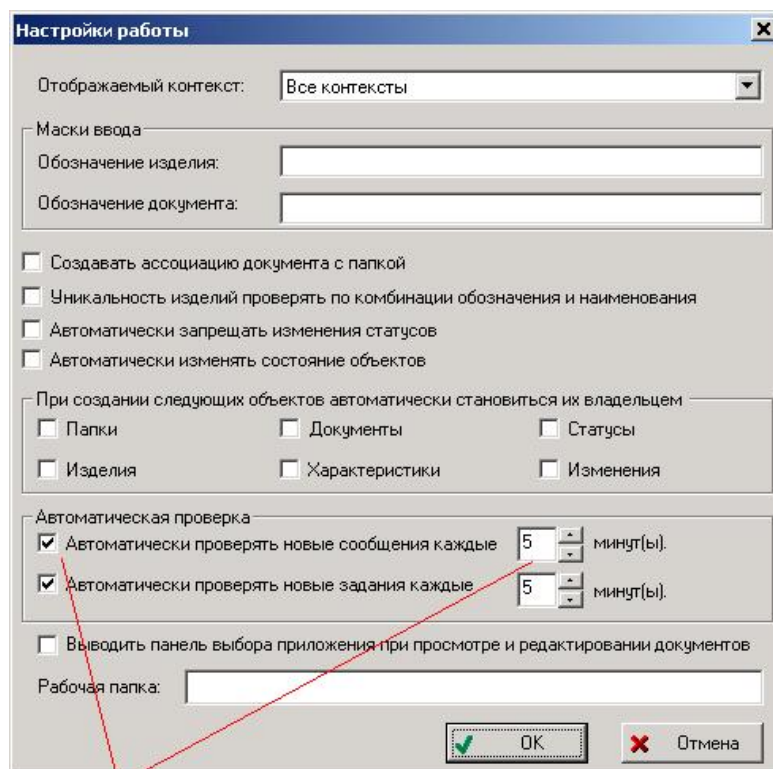 Настройки работы
Отображаемый контекст: Все контексты
Маски ввода
Обозначение изделия:
Обозначение документа:
Создавать ассоциацию документа с папкой
Уникальность изделий проверять по комбинации обозначения и наименования
Автоматически запрещать изменения статусов
Автоматически изменять состояние объектов
При создании следующих объектов автоматически становиться их владельцем
Папки Документы Статусы
Изделия Характеристики Изменения
Автоматическая проверка
Автоматически проверять новые сообщения каждые 5 минут(ы).
Автоматически проверять новые задания каждые 5 минут(ы).
Выводить панель выбора приложения при просмотре и редактировании документов
Рабочая папка:
OK Отмена